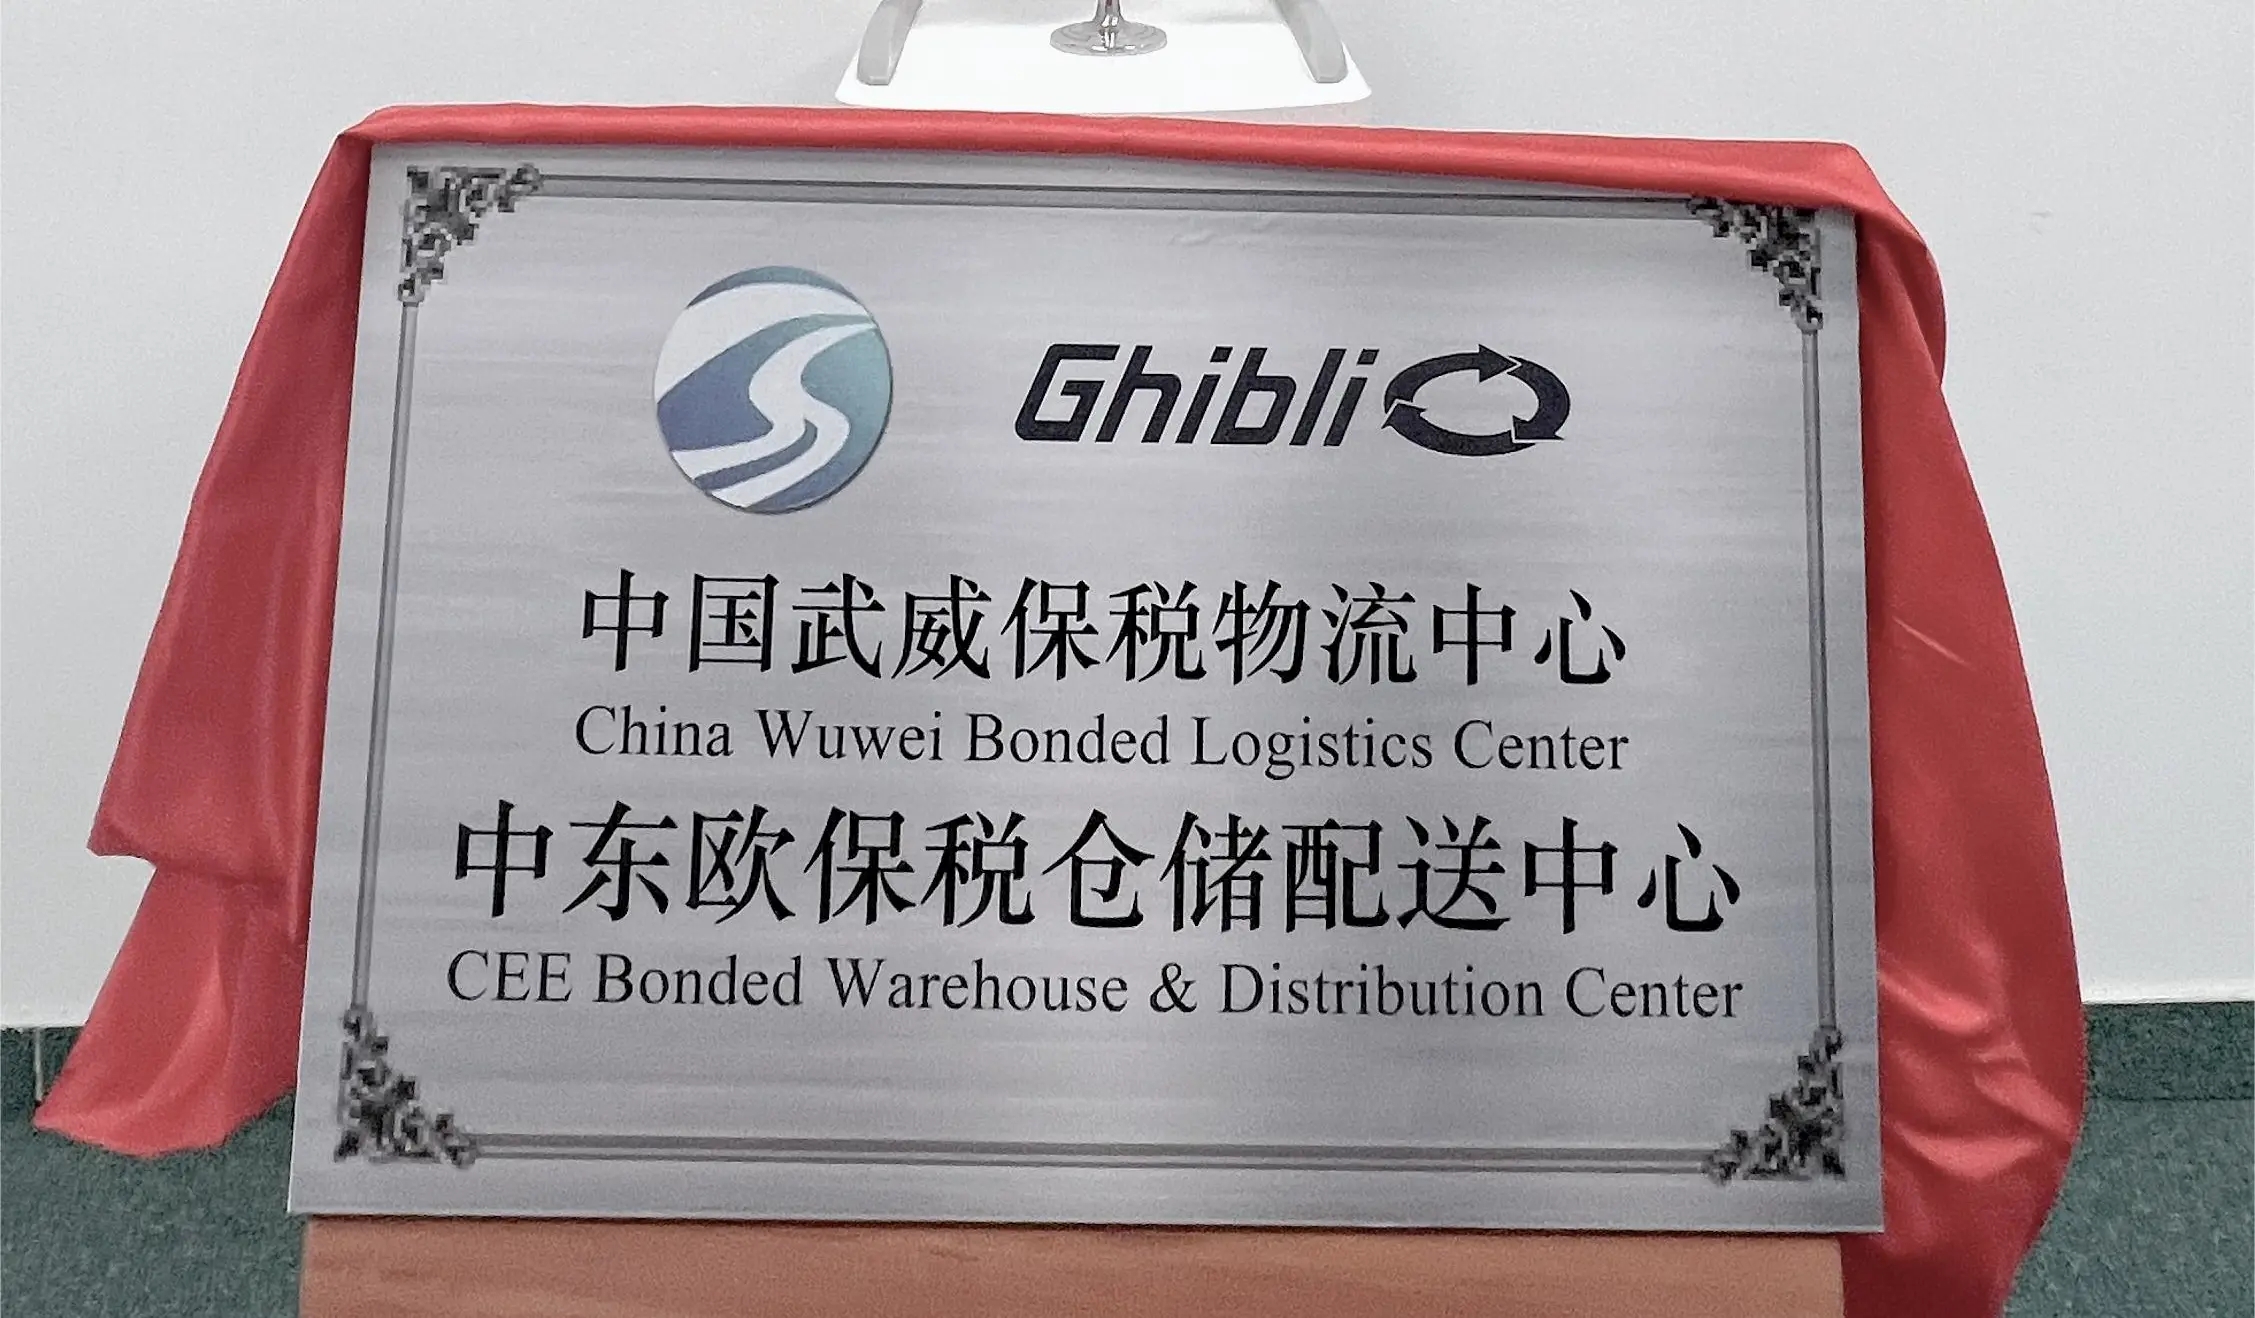 Ghibli
中国武威保税物流中心
China Wuwei Bonded Logistics Center
中东欧保税仓储配送中心
CEE Bonded Warehouse & Distribution Center